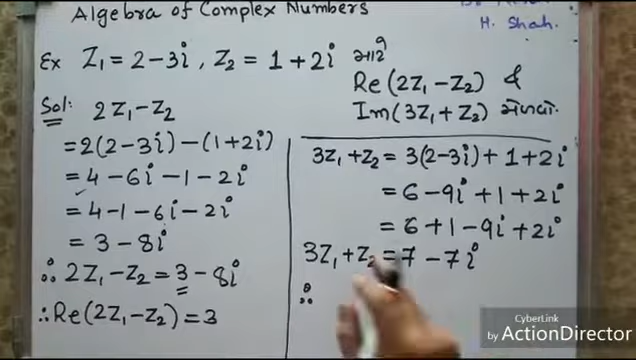 Algebra of Complex Numbers
H. Shah.
Ex Z₁ = 2 - 3i , Z₂ = 1 + 2i માટે
Re(2Z₁ - Z₂) &
Im(3Z₁ + Z₂) મેળવો.
Sol: 2Z₁ - Z₂
= 2(2 - 3i) - (1 + 2i)
= 4 - 6i - 1 - 2i
= 4 - 1 - 6i - 2i
= 3 - 8i
∴ 2Z₁ - Z₂ = 3 - 8i
∴ Re(2Z₁ - Z₂) = 3
3Z₁ + Z₂ = 3(2 - 3i) + 1 + 2i
= 6 - 9i + 1 + 2i
= 6 + 1 - 9i + 2i
3Z₁ + Z₂ = 7 - 7i
∴
CyberLink
by ActionDirector